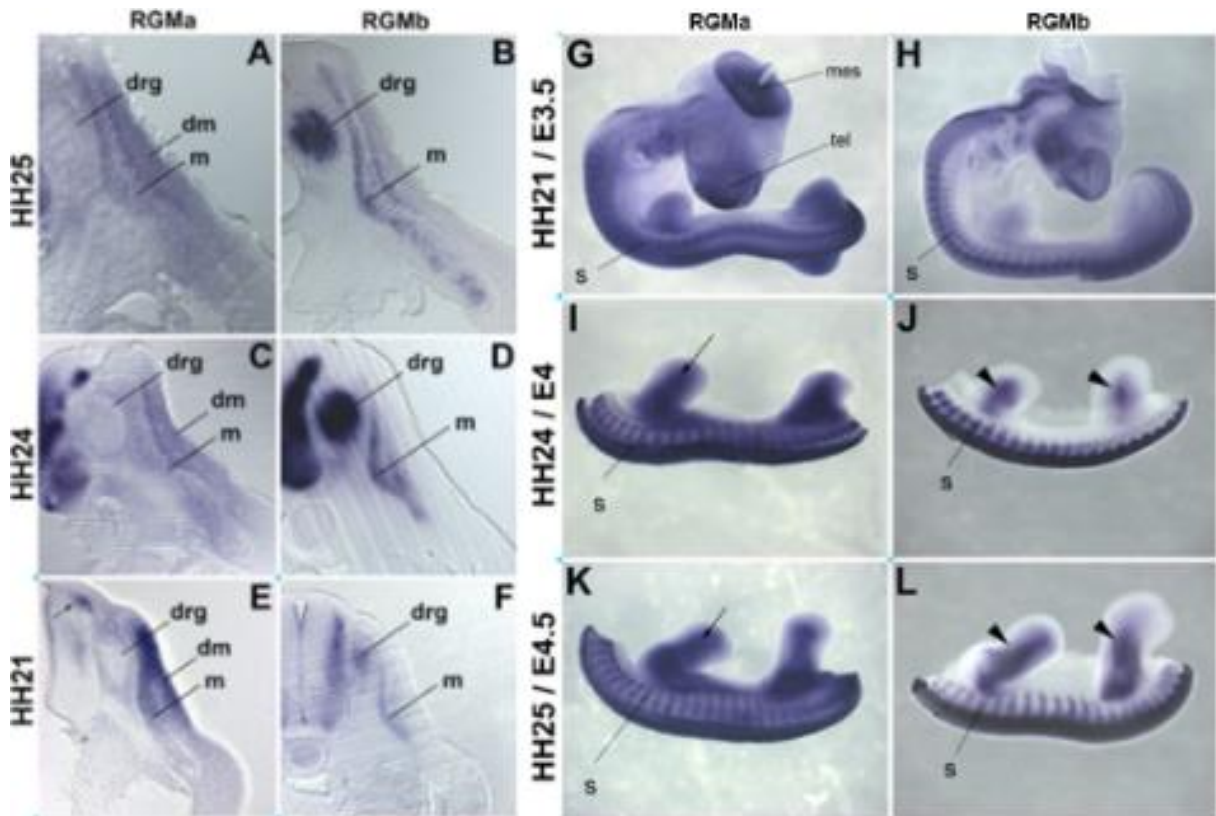 RGMa
RGMb
RGMa
RGMb
HH25
A
drg
dm
m
B
drg
m
HH24
C
drg
dm
m
D
drg
m
HH21
E
drg
dm
m
F
drg
m
HH21 / E3.5
G
mes
tel
s
H
s
HH24 / E4
I
s
J
s
HH25 / E4.5
K
s
L
s